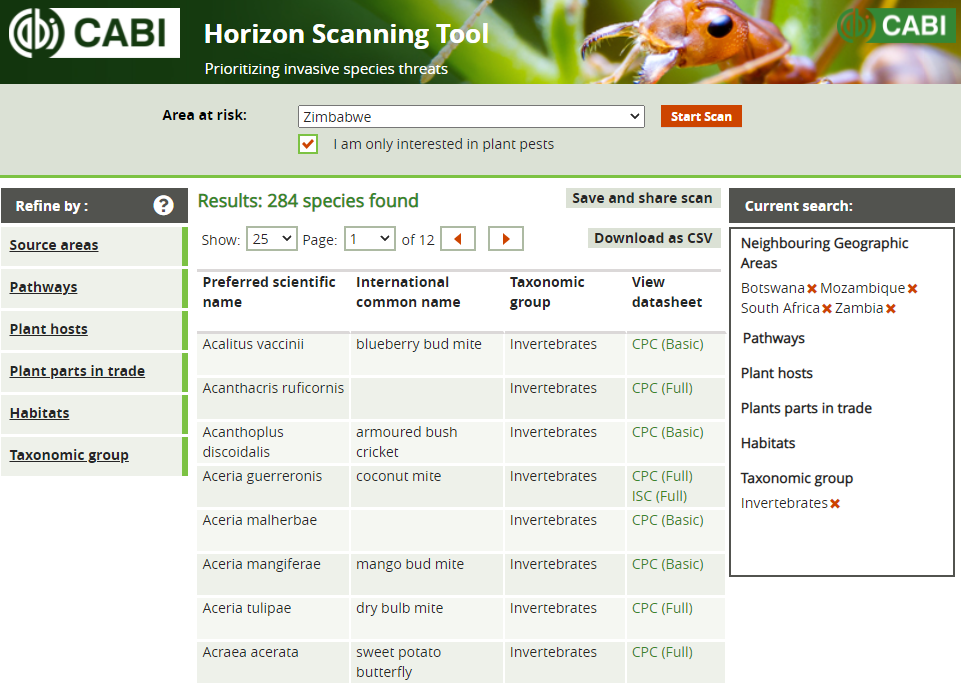 CABI
Horizon Scanning Tool
Prioritizing invasive species threats
CABI
Area at risk:
Zimbabwe
Start Scan
I am only interested in plant pests
Refine by :
?
Source areas
Pathways
Plant hosts
Plant parts in trade
Habitats
Taxonomic group
Results: 284 species found
Save and share scan
Show: 25 Page: 1 of 12
Download as CSV
Preferred scientific name International common name Taxonomic group View datasheet
Acalitus vaccinii blueberry bud mite Invertebrates CPC (Basic)
Acanthacris ruficornis Invertebrates CPC (Full)
Acanthoplus discoidalis armoured bush cricket Invertebrates CPC (Basic)
Aceria guerreronis coconut mite Invertebrates CPC (Full)
ISC (Full)
Aceria malherbae Invertebrates CPC (Basic)
Aceria mangiferae mango bud mite Invertebrates CPC (Basic)
Aceria tulipae dry bulb mite Invertebrates CPC (Full)
Acraea acerata sweet potato butterfly Invertebrates CPC (Full)
Current search:
Neighbouring Geographic
Areas
Botswana Mozambique
South Africa Zambia
Pathways
Plant hosts
Plants parts in trade
Habitats
Taxonomic group
Invertebrates